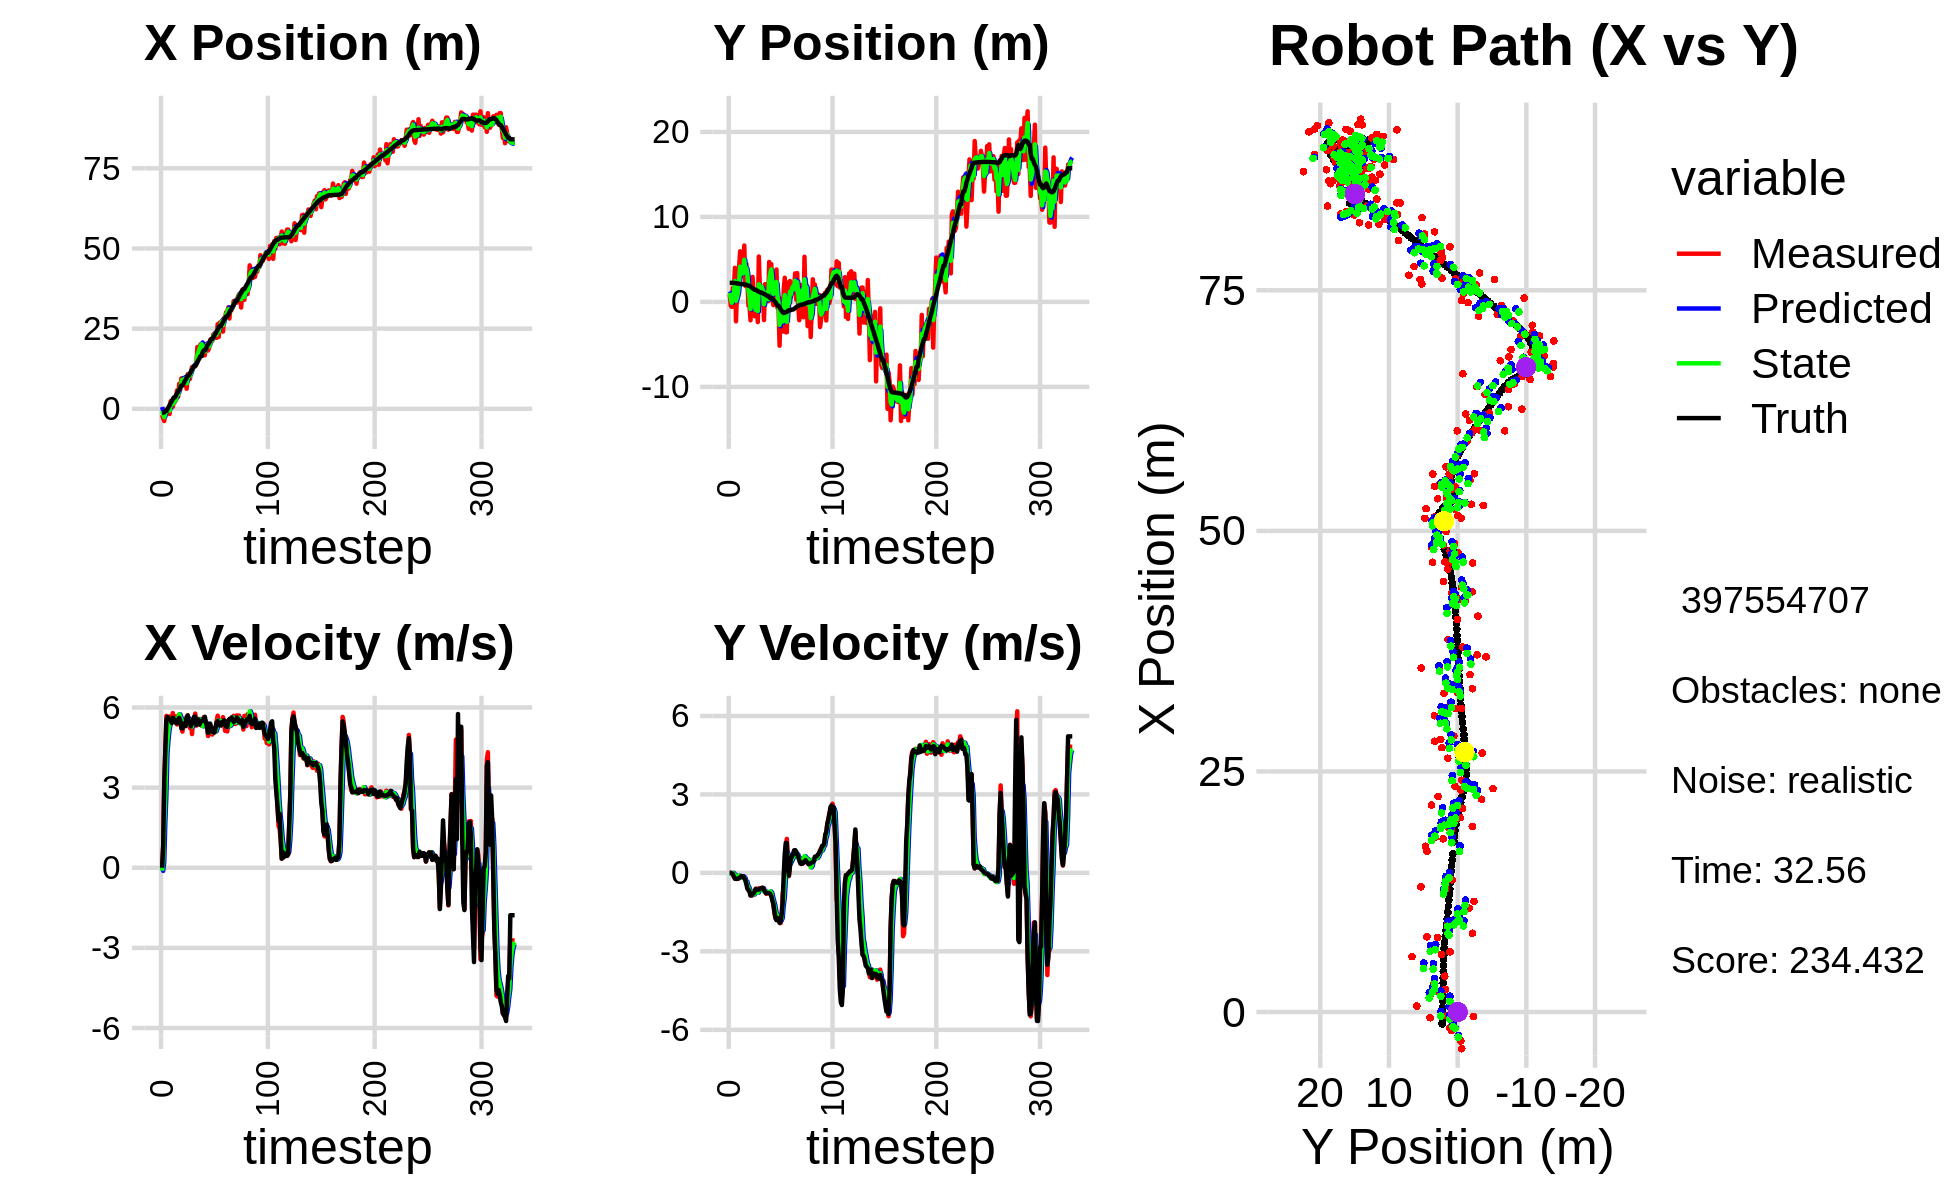 X Position (m)
75
50
25
0
0
100
200
300
timestep
Y Position (m)
20
10
0
-10
0
100
200
300
timestep
X Velocity (m/s)
6
3
0
-3
-6
0
100
200
300
timestep
Y Velocity (m/s)
6
3
0
-3
-6
0
100
200
300
timestep
Robot Path (X vs Y)
X Position (m)
75
50
25
0
20 10 0 -10 -20
Y Position (m)
variable
Measured
Predicted
State
Truth
397554707
Obstacles: none
Noise: realistic
Time: 32.56
Score: 234.432